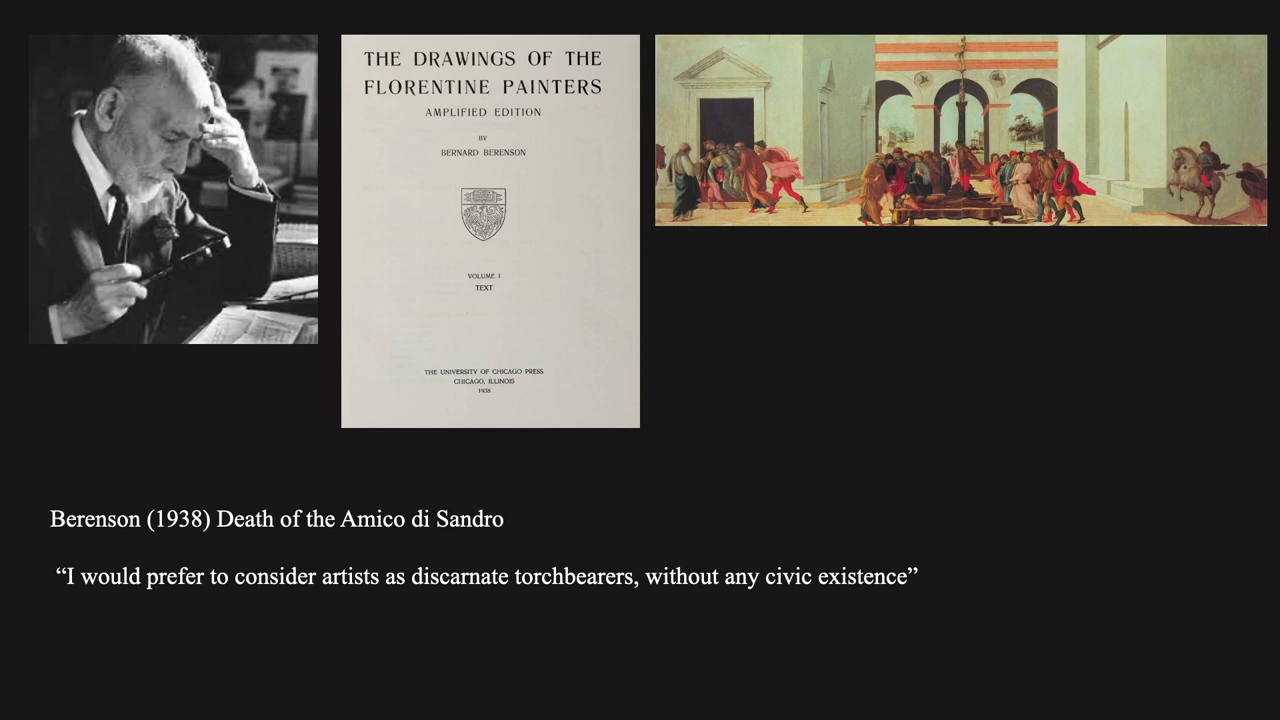 THE DRAWINGS OF THE
FLORENTINE PAINTERS
AMPLIFIED EDITION
BY
BERNARD BERENSON
VOLUME I
TEXT
THE UNIVERSITY OF CHICAGO PRESS
CHICAGO, ILLINOIS
1938
Berenson (1938) Death of the Amico di Sandro
“I would prefer to consider artists as discarnate torchbearers, without any civic existence”